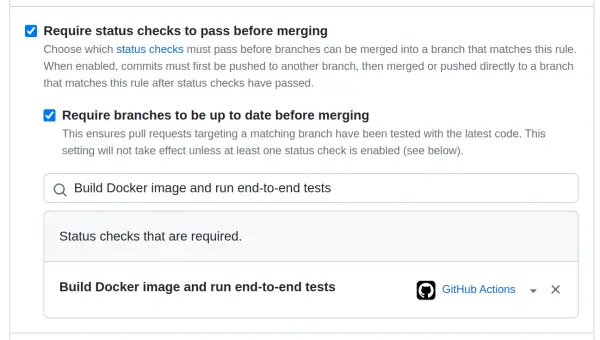 Require status checks to pass before merging
Choose which status checks must pass before branches can be merged into a branch that matches this rule.
When enabled, commits must first be pushed to another branch, then merged or pushed directly to a branch
that matches this rule after status checks have passed.
Require branches to be up to date before merging
This ensures pull requests targeting a matching branch have been tested with the latest code. This
setting will not take effect unless at least one status check is enabled (see below).
Build Docker image and run end-to-end tests
Status checks that are required.
Build Docker image and run end-to-end tests GitHub Actions